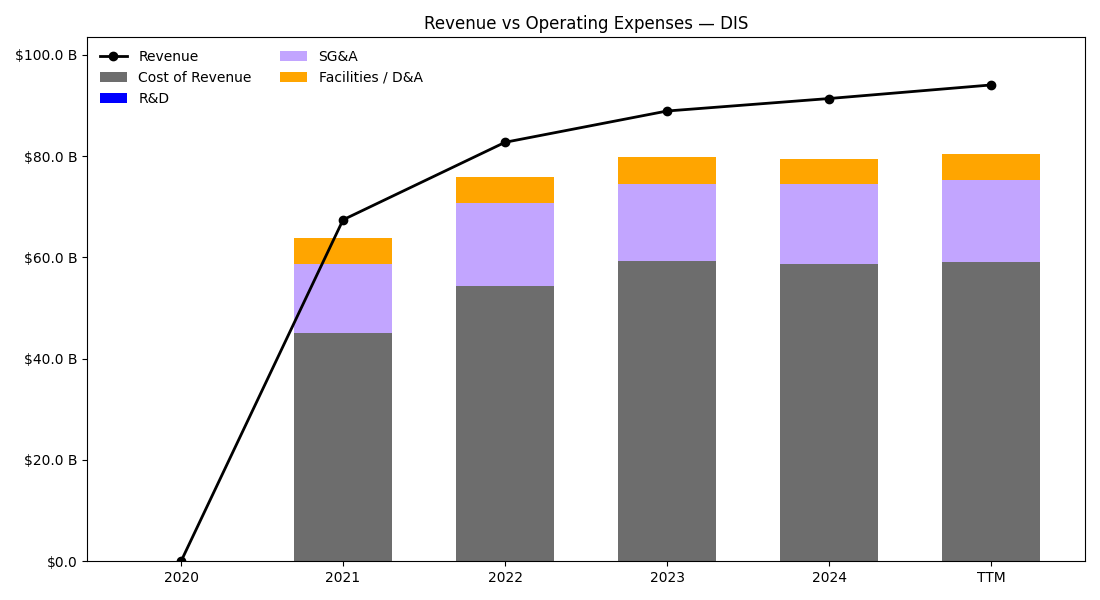 Revenue vs Operating Expenses — DIS
$100.0 B
$80.0 B
$60.0 B
$40.0 B
$20.0 B
$0.0
Revenue
Cost of Revenue
R&D
SG&A
Facilities / D&A
2020
2021
2022
2023
2024
TTM